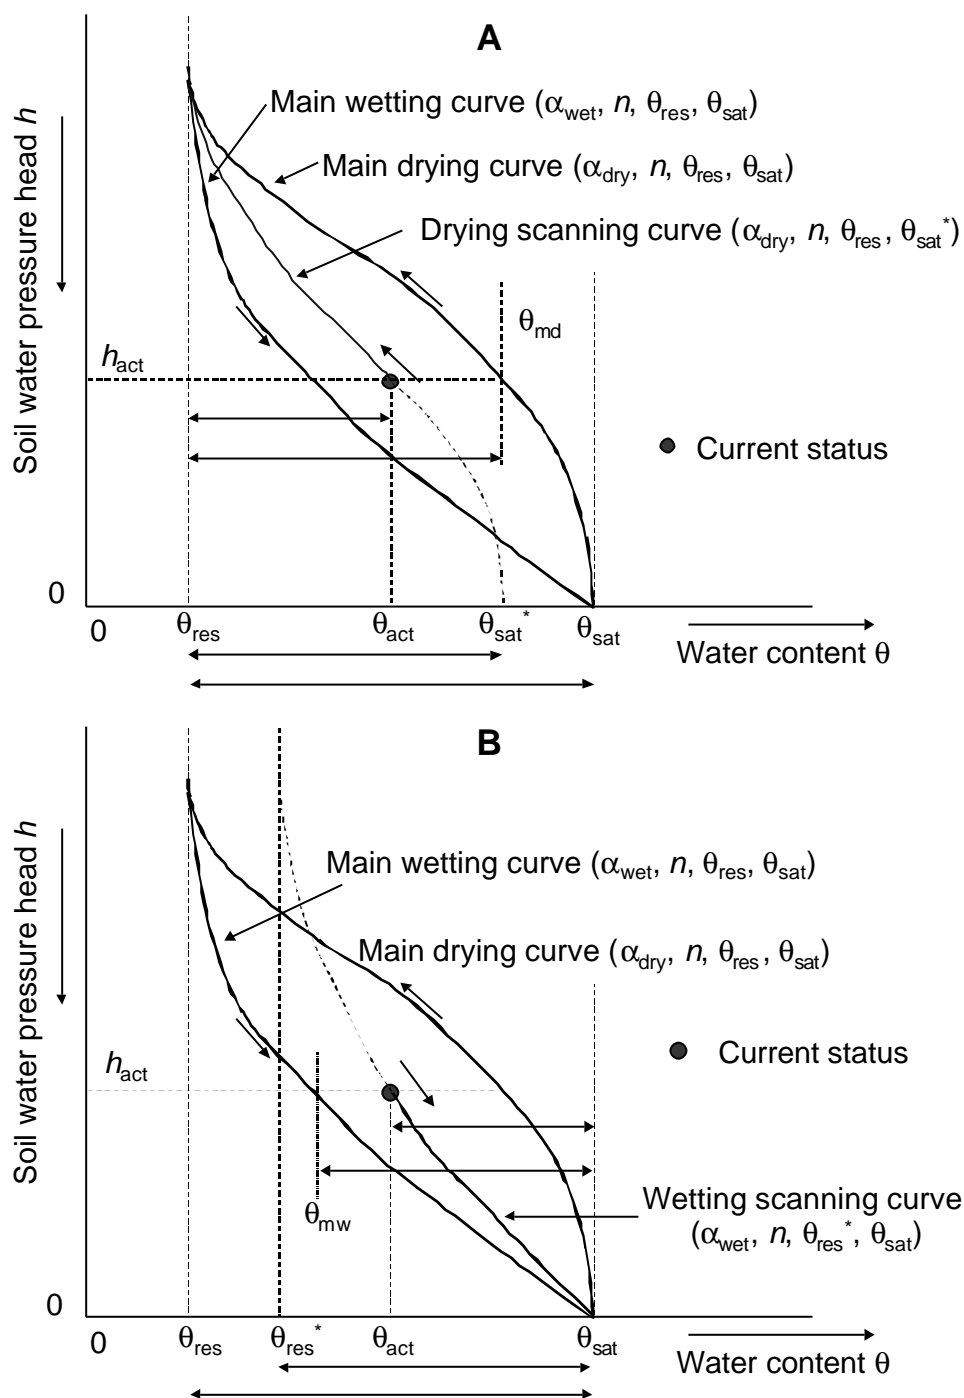 A
Main wetting curve (αwet, n, θres, θsat)
Main drying curve (αdry, n, θres, θsat)
Drying scanning curve (αdry, n, θres, θsat*)
Soil water pressure head h
θmd
hact
Current status
0
0
θres
θact
θsat*
θsat
Water content θ
B
Main wetting curve (αwet, n, θres, θsat)
Main drying curve (αdry, n, θres, θsat)
Soil water pressure head h
Current status
hact
θmw
Wetting scanning curve
(αwet, n, θres*, θsat)
0
0
θres
θres*
θact
θsat
Water content θ